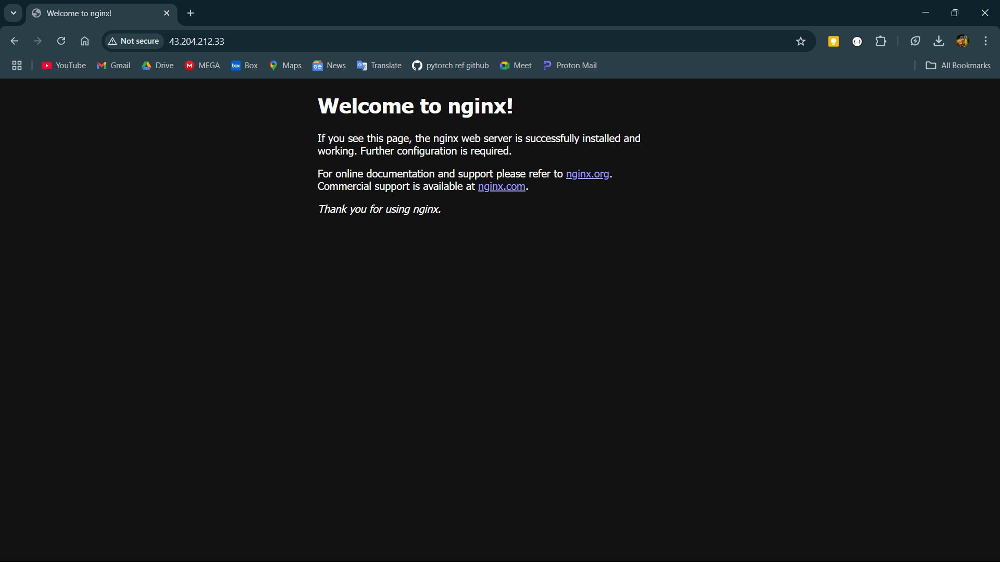 Welcome to nginx!
Not secure
43.204.212.33
YouTube
Gmail
Drive
MEGA
box
Box
Maps
News
Translate
pytorch ref github
Meet
Proton Mail
All Bookmarks
Welcome to nginx!
If you see this page, the nginx web server is successfully installed and
working. Further configuration is required.
For online documentation and support please refer to nginx.org.
Commercial support is available at nginx.com.
Thank you for using nginx.